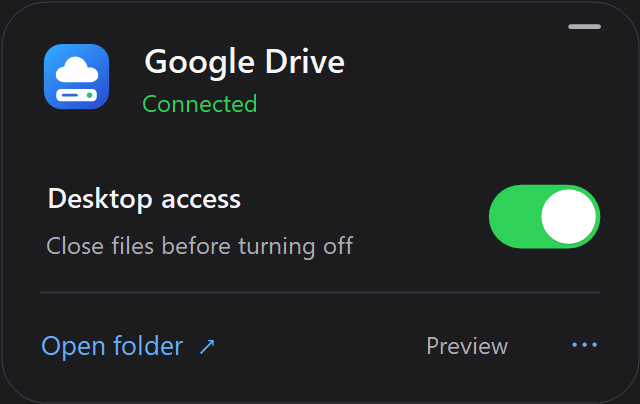 Google Drive
Connected
Desktop access
Close files before turning off
Open folder ↗
Preview
···